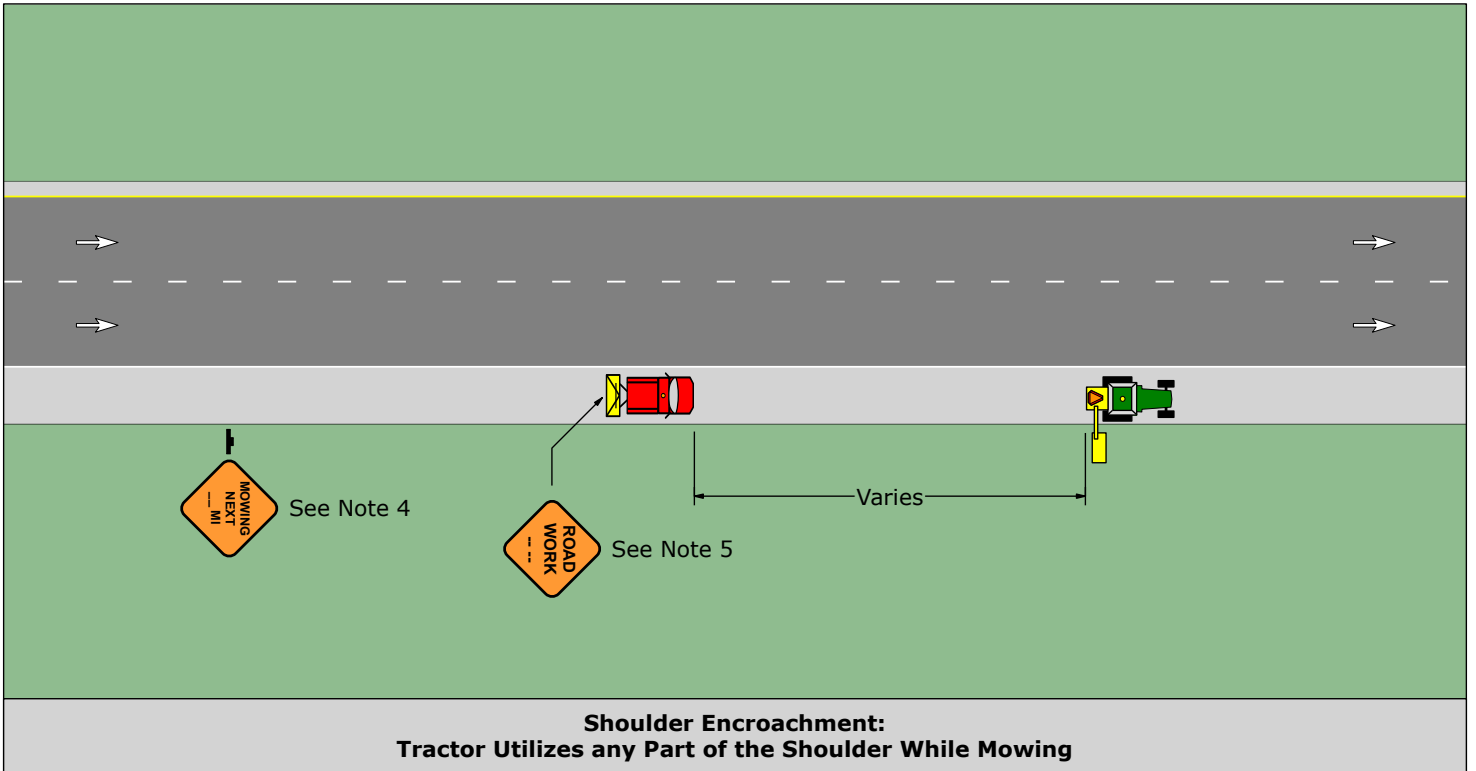 MOWING
NEXT
__ MI
See Note 4
ROAD
WORK
-- --
See Note 5
Varies
Shoulder Encroachment:
Tractor Utilizes any Part of the Shoulder While Mowing